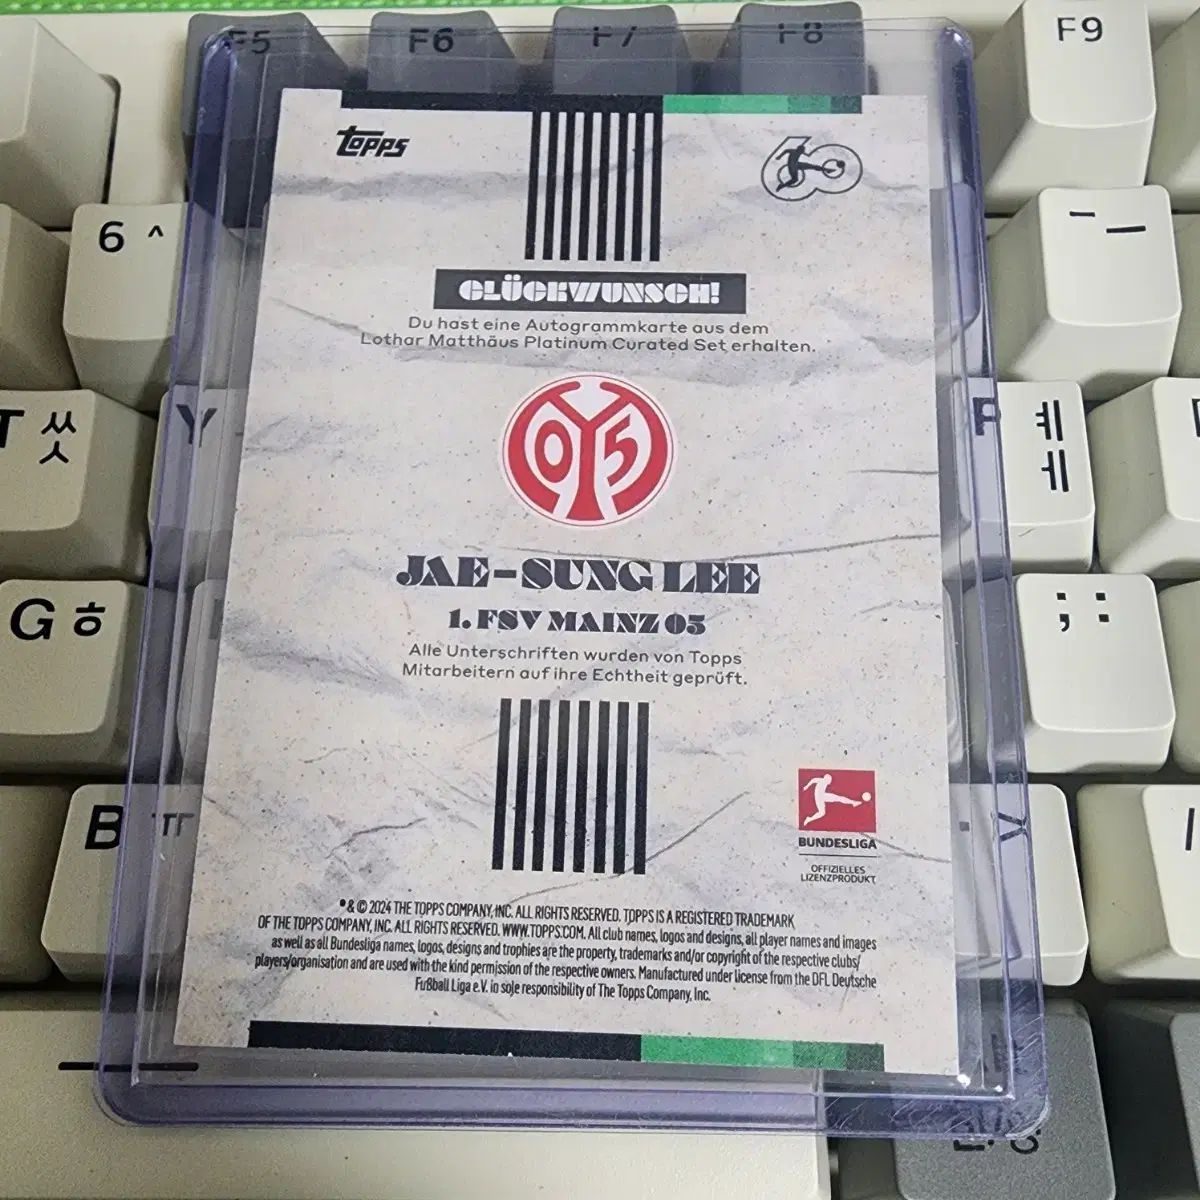 F5 F6 F7 F8 F9
Topps
60
6 ^
GLÜCKWUNSCH!
Du hast eine Autogrammkarte aus dem
Lothar Matthäus Platinum Curated Set erhalten.
T ㅆ ㅅ
Y
P ㅖ ㅔ
05
JAE-SUNG LEE
1. FSV MAINZ 05
G ㅎ
; :
Alle Unterschriften wurden von Topps
Mitarbeitern auf ihre Echtheit geprüft.
B ㅠ
BUNDESLIGA
OFFIZIELLES
LIZENZPRODUKT
® & © 2024 THE TOPPS COMPANY, INC. ALL RIGHTS RESERVED. TOPPS IS A REGISTERED TRADEMARK
OF THE TOPPS COMPANY, INC. ALL RIGHTS RESERVED. WWW.TOPPS.COM. All club names, logos and designs, all player names and images
as well as all Bundesliga names, logos, designs and trophies are the property, trademarks and/or copyright of the respective clubs/
players/organisation and are used with the kind permission of the respective owners. Manufactured under license from the DFL Deutsche
Fußball Liga e.V. in sole responsibility of The Topps Company, Inc.